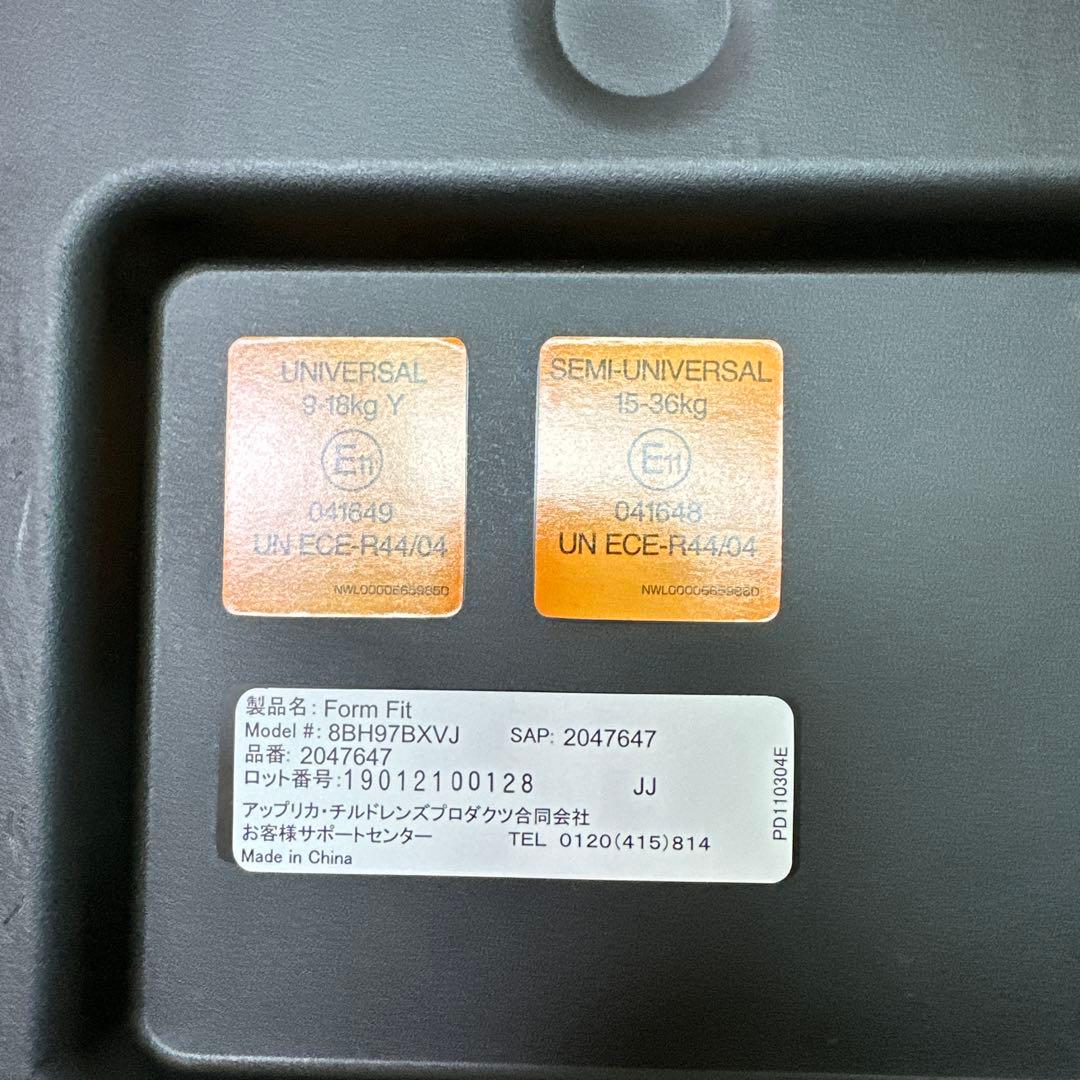 UNIVERSAL
9-18kg Y
E11
041649
UN ECE-R44/04
SEMI-UNIVERSAL
15-36kg
E11
041648
UN ECE-R44/04
製品名: Form Fit
Model #: 8BH97BXVJ SAP: 2047647
品番: 2047647
ロット番号:19012100128 JJ
アップリカ・チルドレンズプロダクツ合同会社
お客様サポートセンター TEL 0120(415)814
Made in China
PD110304E